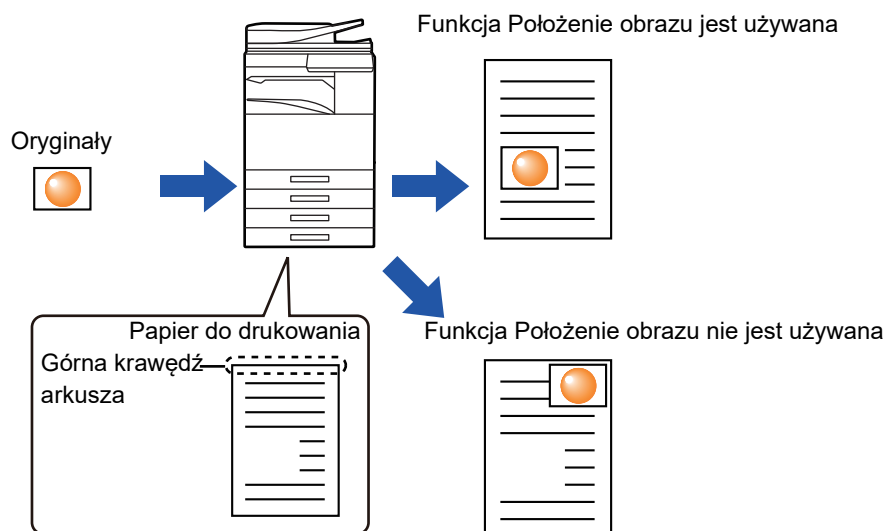 Funkcja Położenie obrazu jest używana
Oryginały
Papier do drukowania
Górna krawędź
arkusza
Funkcja Położenie obrazu nie jest używana